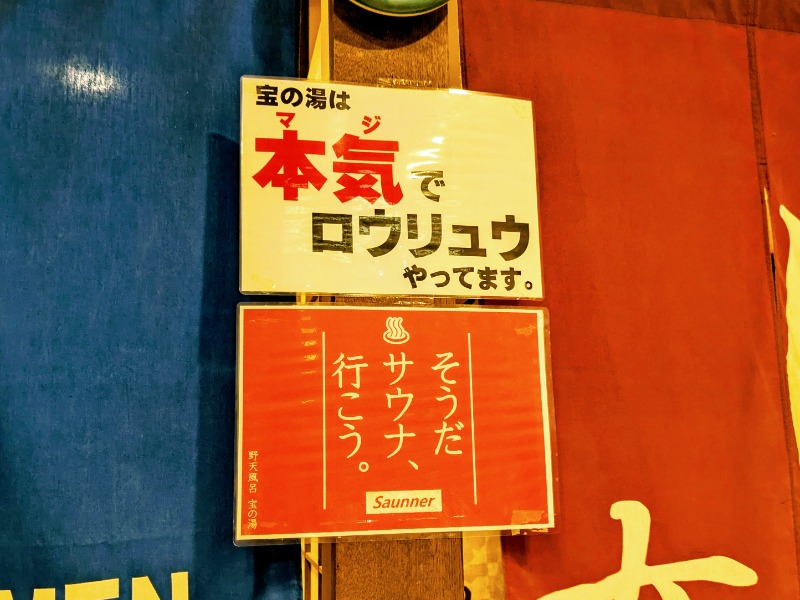 宝の湯は
マジ
本気で
ロウリュウ
やってます。
そうだ
サウナ、
行こう。
Saunner
野天風呂 宝の湯
MEN